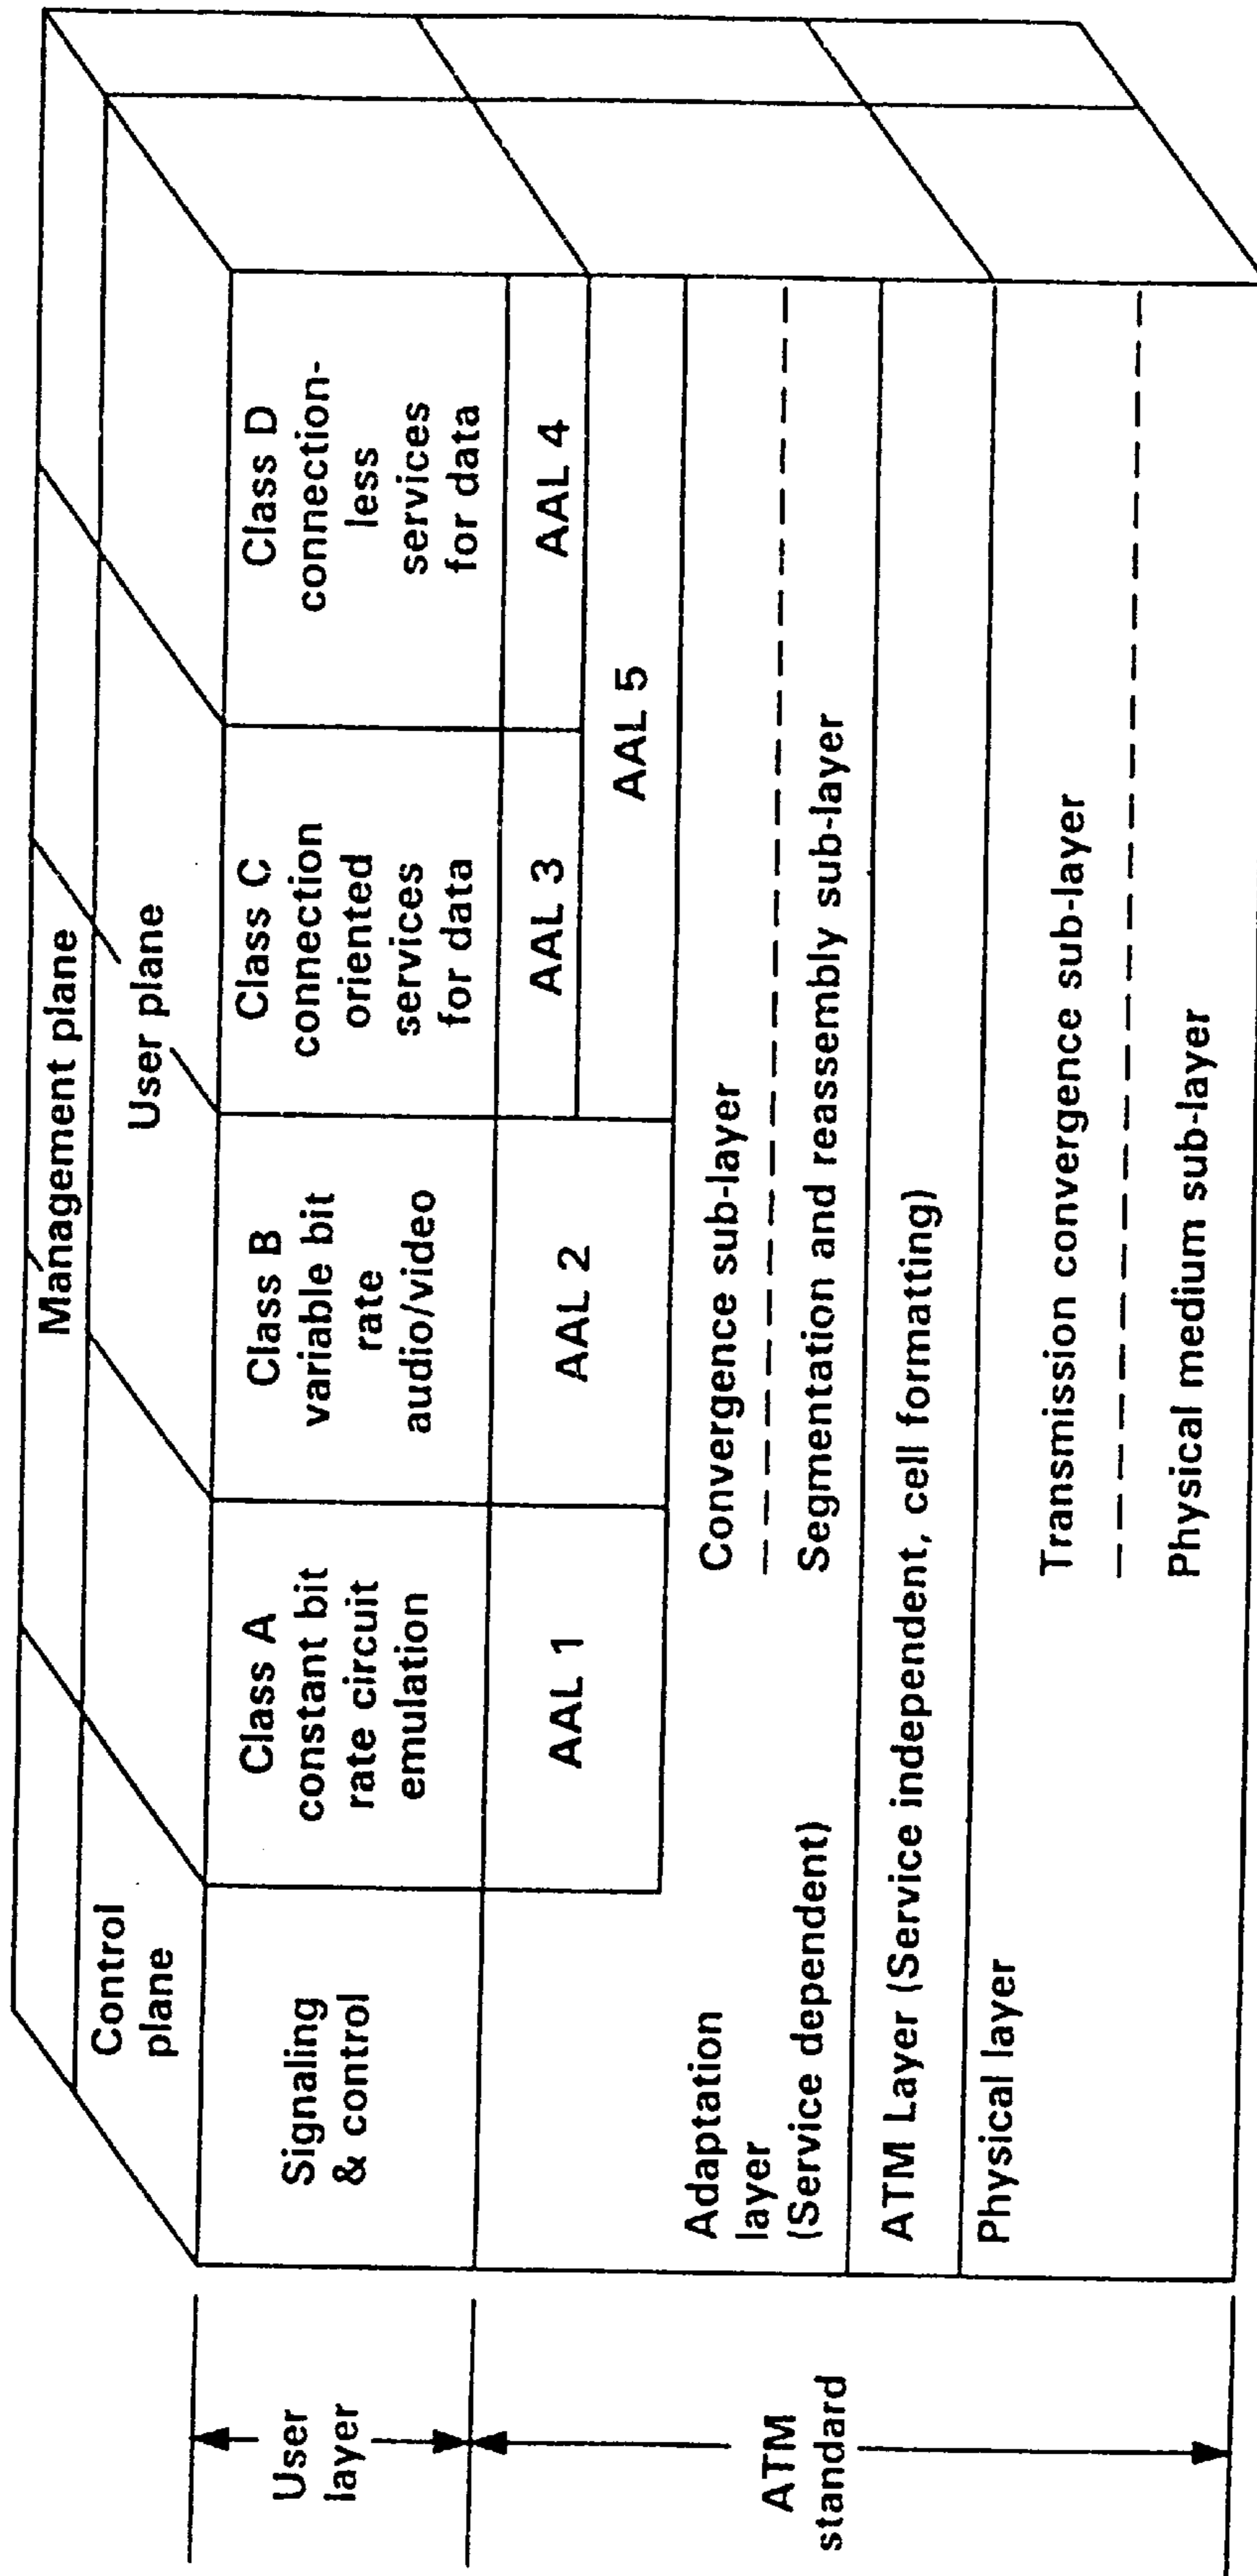 Management plane
User plane
Control
plane
User
layer
Signaling
& control
Class A
constant bit
rate circuit
emulation
Class B
variable bit
rate
audio/video
Class C
connection
oriented
services
for data
Class D
connection-
less
services
for data
AAL 1
AAL 2
AAL 3
AAL 4
AAL 5
ATM
standard
Adaptation
layer
(Service dependent)
Convergence sub-layer
Segmentation and reassembly sub-layer
ATM Layer (Service independent, cell formatting)
Physical layer
Transmission convergence sub-layer
Physical medium sub-layer